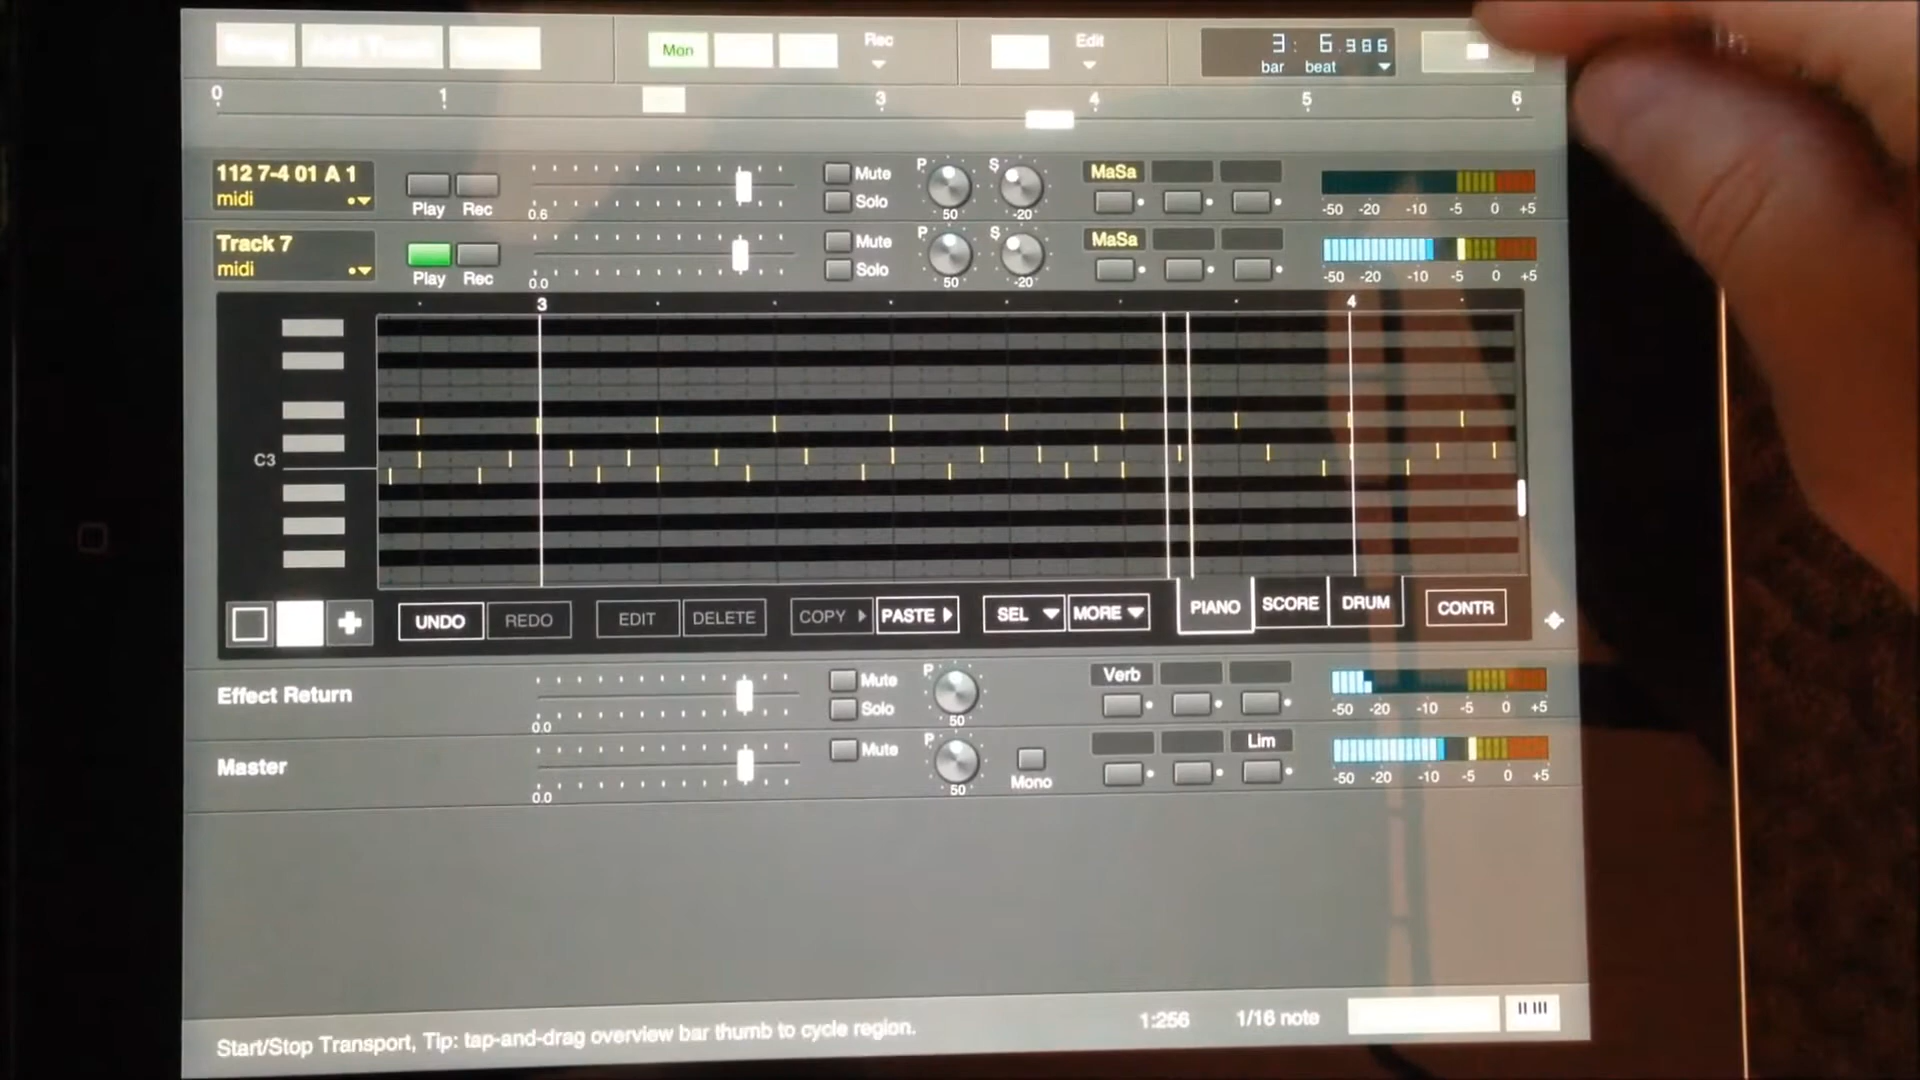 Mon
Rec
Edit
3: 6.386
bar beat
0 1 3 4 5 6
112 7-4 01 A 1
midi
Play Rec
0.6
Mute
Solo
P S
50 -20
MaSa
-50 -20 -10 -5 0 +5
Track 7
midi
Play Rec
0.0
Mute
Solo
P S
50 -20
MaSa
-50 -20 -10 -5 0 +5
3 4
C3
UNDO REDO EDIT DELETE COPY PASTE SEL MORE PIANO SCORE DRUM CONTR
Effect Return
0.0
Mute
Solo
P
50
Verb
-50 -20 -10 -5 0 +5
Master
0.0
Mute
P
50
Mono
Lim
-50 -20 -10 -5 0 +5
Start/Stop Transport, Tip: tap-and-drag overview bar thumb to cycle region.
1:256 1/16 note